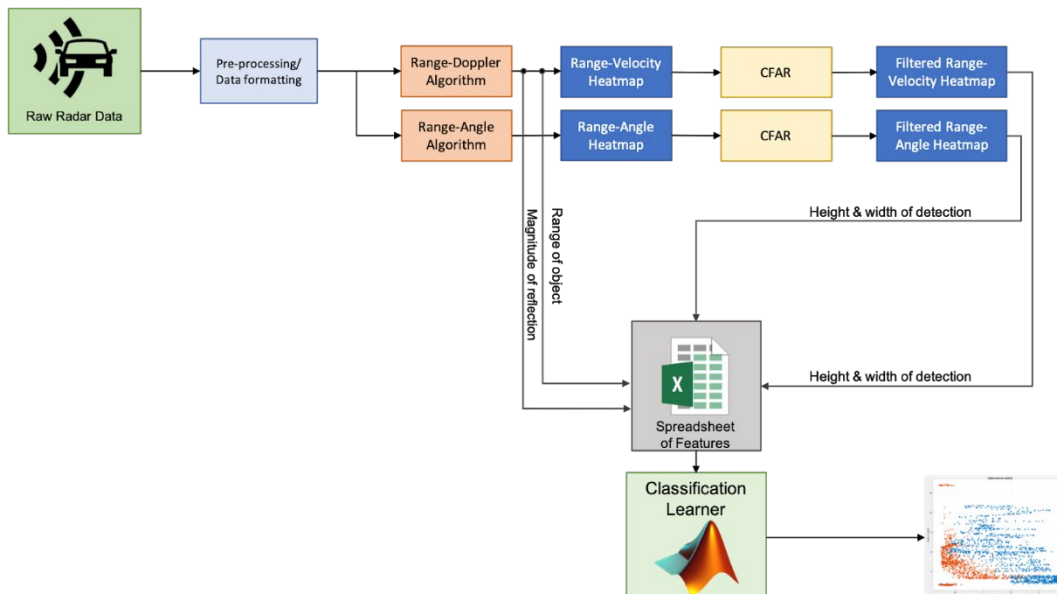 Raw Radar Data
Pre-processing/
Data formatting
Range-Doppler
Algorithm
Range-Velocity
Heatmap
CFAR
Filtered Range-
Velocity Heatmap
Range-Angle
Algorithm
Range-Angle
Heatmap
CFAR
Filtered Range-
Angle Heatmap
Magnitude of reflection
Range of object
Height & width of detection
Height & width of detection
X
Spreadsheet
of Features
Classification
Learner